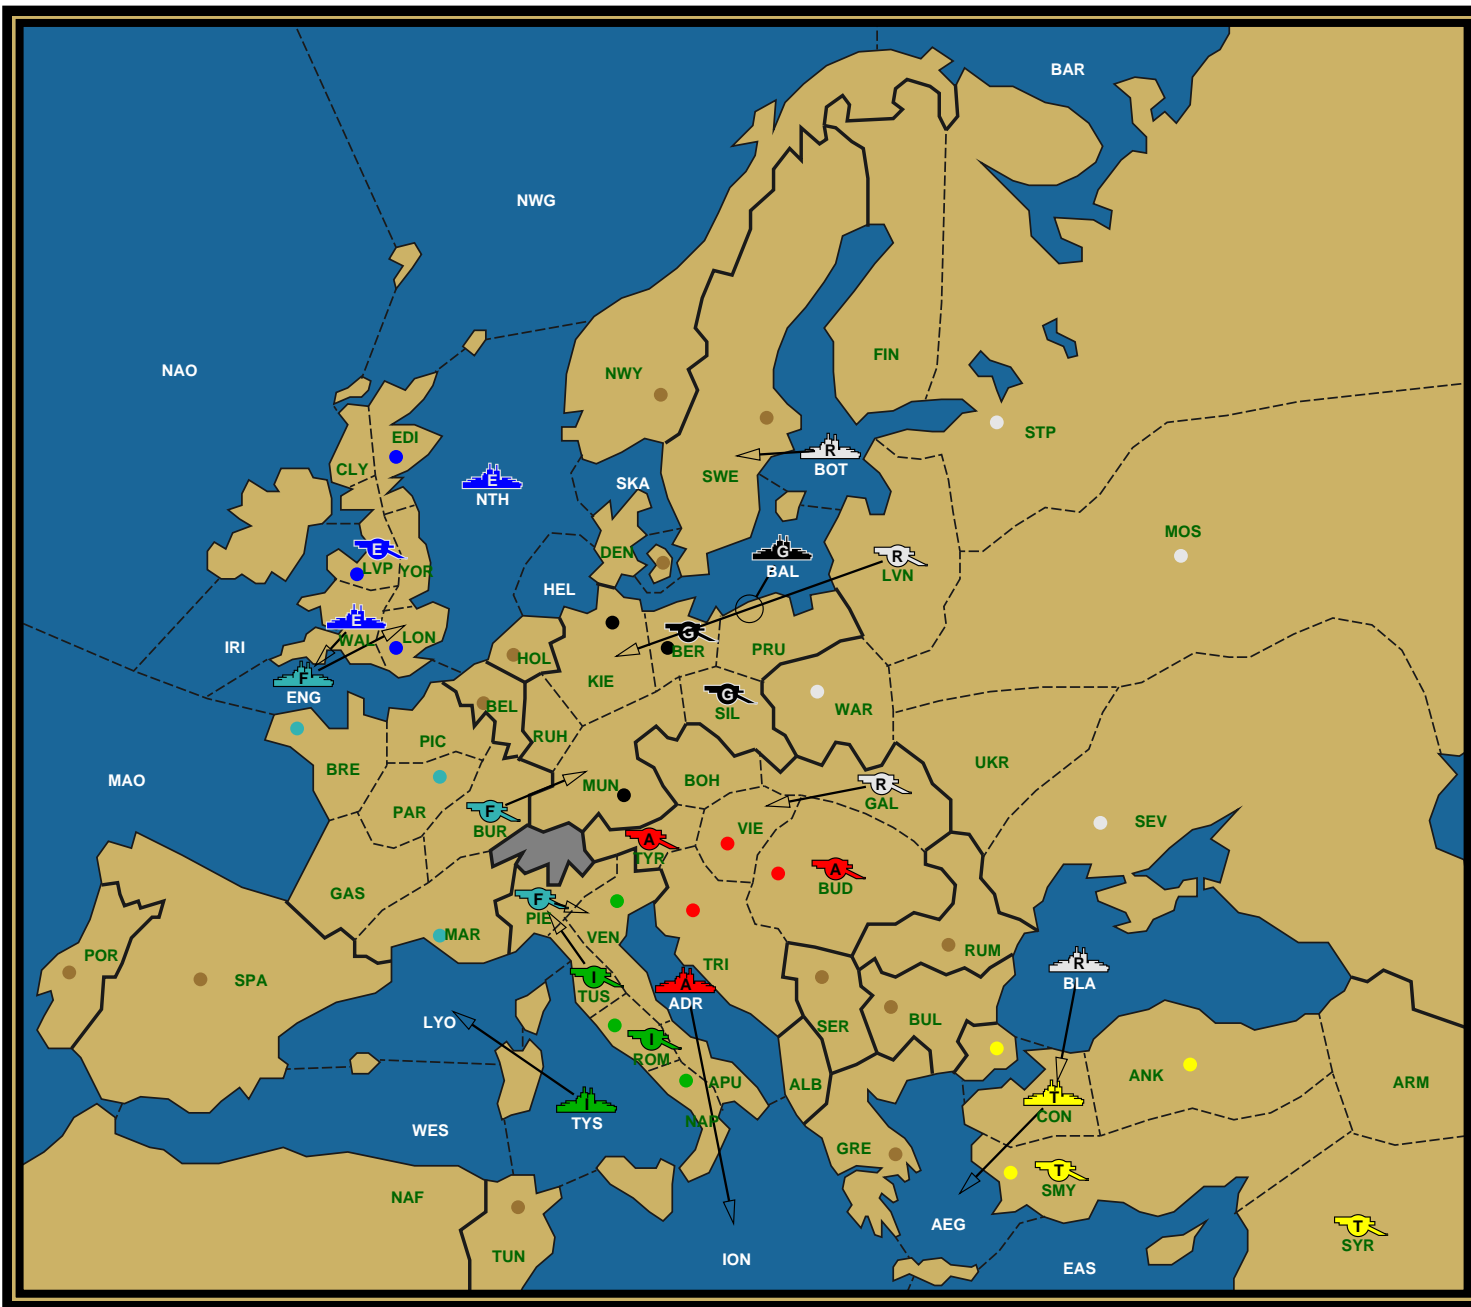 BAR
NWG
NAO
FIN
NWY
STP
EDI
CLY
R
BOT
SWE
SKA
E
NTH
MOS
E
LVP
YOR
DEN
G
BAL
R
LVN
HEL
E
WAL
LON
IRI
G
BER
PRU
HOL
KIE
F
ENG
G
SIL
WAR
BEL
RUH
PIC
BRE
UKR
MAO
MUN
BOH
R
GAL
PAR
F
BUR
VIE
SEV
A
TYR
A
BUD
GAS
F
PIE
MAR
VEN
POR
SPA
TRI
RUM
R
BLA
I
TUS
A
ADR
LYO
BUL
SER
I
ROM
APU
ALB
ANK
ARM
I
TYS
T
CON
WES
NAP
GRE
T
SMY
NAF
AEG
T
SYR
TUN
ION
EAS